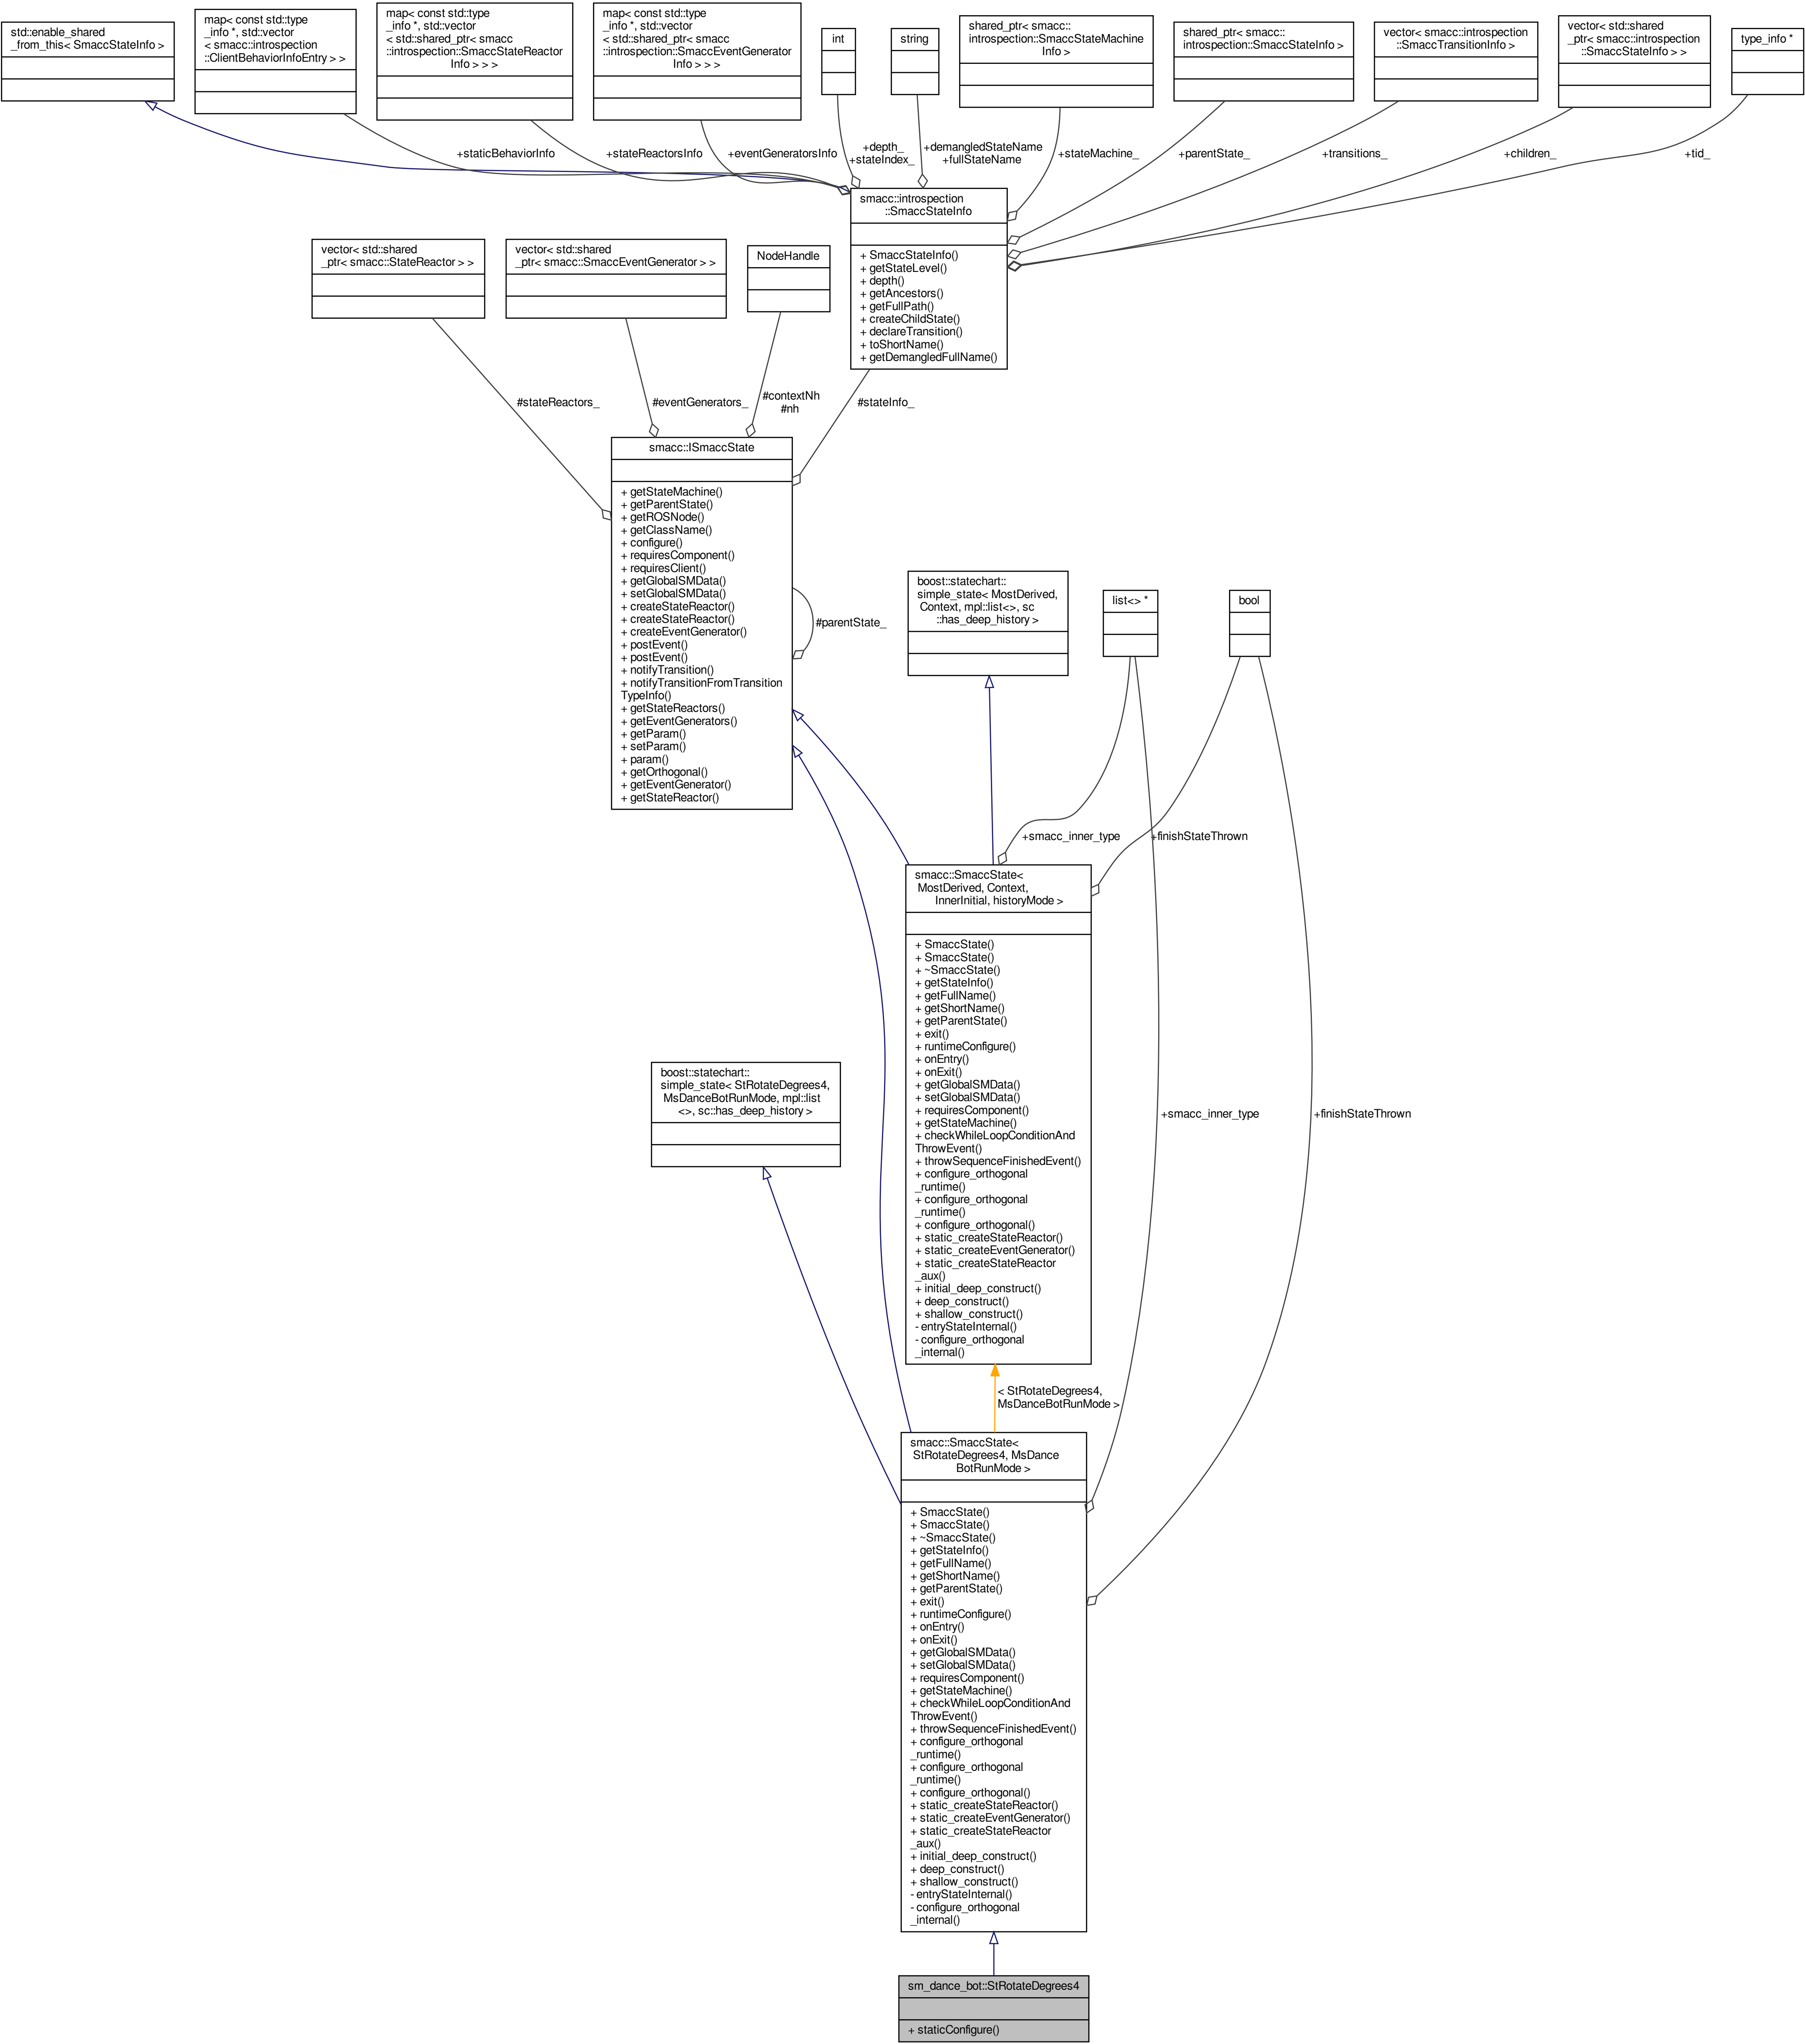 std::enable_shared
_from_this< SmaccStateInfo >
map< const std::type
_info *, std::vector
< smacc::introspection
::ClientBehaviorInfoEntry > >
map< const std::type
_info *, std::vector
< std::shared_ptr< smacc
::introspection::SmaccStateReactor
Info > > >
map< const std::type
_info *, std::vector
< std::shared_ptr< smacc
::introspection::SmaccEventGenerator
Info > > >
int
string
shared_ptr< smacc::
introspection::SmaccStateMachine
Info >
shared_ptr< smacc::
introspection::SmaccStateInfo >
vector< smacc::introspection
::SmaccTransitionInfo >
vector< std::shared
_ptr< smacc::introspection
::SmaccStateInfo > >
type_info *
+staticBehaviorInfo
+stateReactorsInfo
+eventGeneratorsInfo
+depth_
+stateIndex_
+demangledStateName
+fullStateName
+stateMachine_
+parentState_
+transitions_
+children_
+tid_
smacc::introspection
::SmaccStateInfo
+ SmaccStateInfo()
+ getStateLevel()
+ depth()
+ getAncestors()
+ getFullPath()
+ createChildState()
+ declareTransition()
+ toShortName()
+ getDemangledFullName()
vector< std::shared
_ptr< smacc::StateReactor > >
vector< std::shared
_ptr< smacc::SmaccEventGenerator > >
NodeHandle
#stateReactors_
#eventGenerators_
#contextNh
#nh
#stateInfo_
smacc::ISmaccState
+ getStateMachine()
+ getParentState()
+ getROSNode()
+ getClassName()
+ configure()
+ requiresComponent()
+ requiresClient()
+ getGlobalSMData()
+ setGlobalSMData()
+ createStateReactor()
+ createStateReactor()
+ createEventGenerator()
+ postEvent()
+ postEvent()
+ notifyTransition()
+ notifyTransitionFromTransition
TypeInfo()
+ getStateReactors()
+ getEventGenerators()
+ getParam()
+ setParam()
+ param()
+ getOrthogonal()
+ getEventGenerator()
+ getStateReactor()
#parentState_
boost::statechart::
simple_state< MostDerived,
Context, mpl::list<>, sc
::has_deep_history >
list<> *
bool
+smacc_inner_type
+finishStateThrown
smacc::SmaccState<
MostDerived, Context,
InnerInitial, historyMode >
+ SmaccState()
+ SmaccState()
+ ~SmaccState()
+ getStateInfo()
+ getFullName()
+ getShortName()
+ getParentState()
+ exit()
+ runtimeConfigure()
+ onEntry()
+ onExit()
+ getGlobalSMData()
+ setGlobalSMData()
+ requiresComponent()
+ getStateMachine()
+ checkWhileLoopConditionAnd
ThrowEvent()
+ throwSequenceFinishedEvent()
+ configure_orthogonal
_runtime()
+ configure_orthogonal
_runtime()
+ configure_orthogonal()
+ static_createStateReactor()
+ static_createEventGenerator()
+ static_createStateReactor
_aux()
+ initial_deep_construct()
+ deep_construct()
+ shallow_construct()
- entryStateInternal()
- configure_orthogonal
_internal()
boost::statechart::
simple_state< StRotateDegrees4,
MsDanceBotRunMode, mpl::list
<>, sc::has_deep_history >
+smacc_inner_type
+finishStateThrown
< StRotateDegrees4,
MsDanceBotRunMode >
smacc::SmaccState<
StRotateDegrees4, MsDance
BotRunMode >
+ SmaccState()
+ SmaccState()
+ ~SmaccState()
+ getStateInfo()
+ getFullName()
+ getShortName()
+ getParentState()
+ exit()
+ runtimeConfigure()
+ onEntry()
+ onExit()
+ getGlobalSMData()
+ setGlobalSMData()
+ requiresComponent()
+ getStateMachine()
+ checkWhileLoopConditionAnd
ThrowEvent()
+ throwSequenceFinishedEvent()
+ configure_orthogonal
_runtime()
+ configure_orthogonal
_runtime()
+ configure_orthogonal()
+ static_createStateReactor()
+ static_createEventGenerator()
+ static_createStateReactor
_aux()
+ initial_deep_construct()
+ deep_construct()
+ shallow_construct()
- entryStateInternal()
- configure_orthogonal
_internal()
sm_dance_bot::StRotateDegrees4
+ staticConfigure()